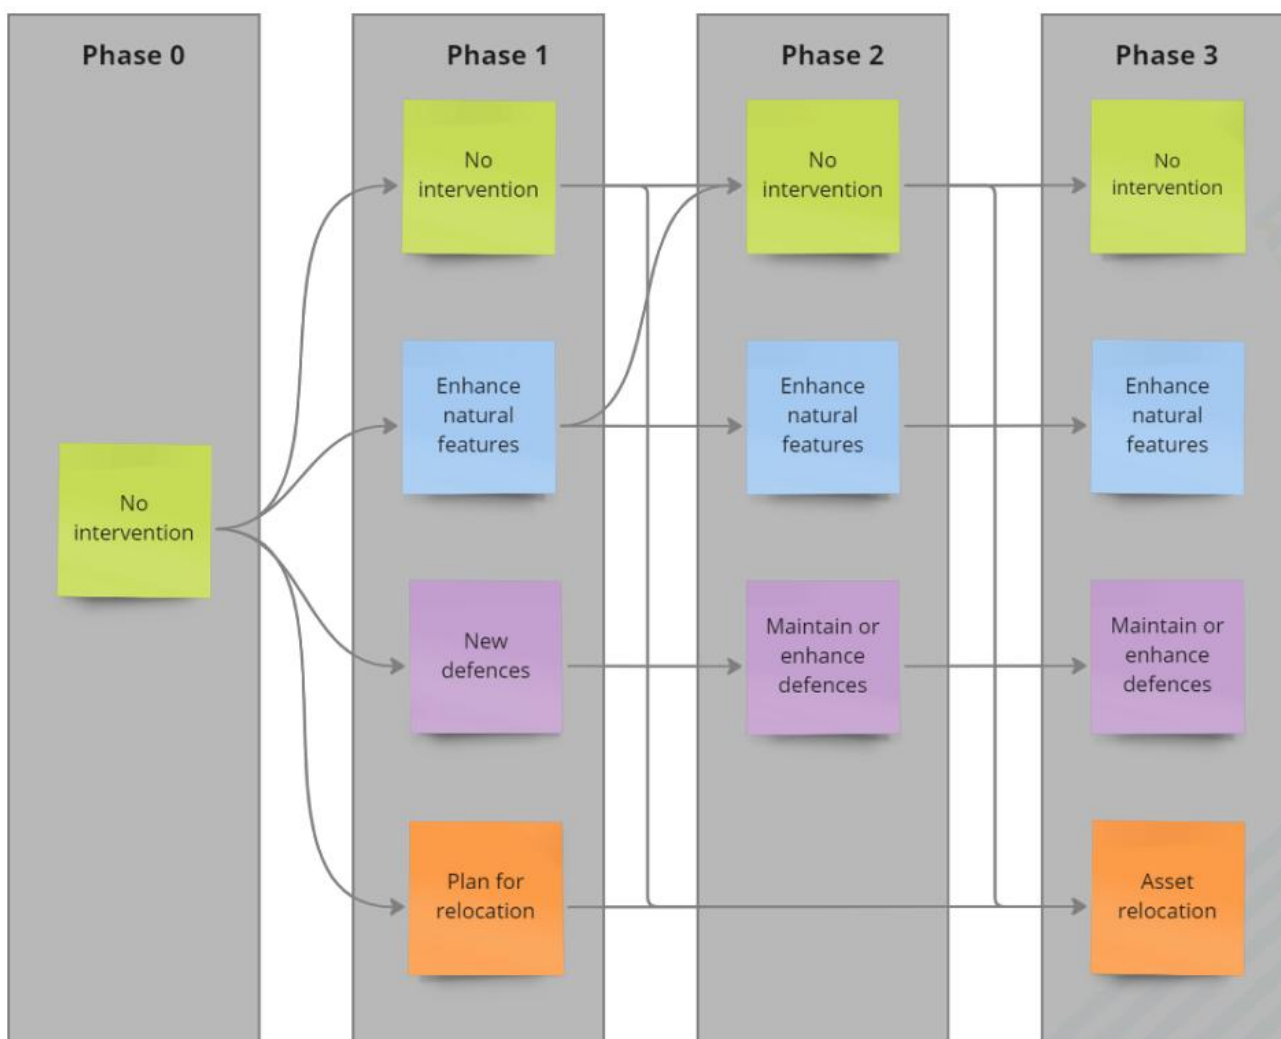 Phase 0
Phase 1
Phase 2
Phase 3
No
intervention
No
intervention
No
intervention
No
intervention
Enhance
natural
features
Enhance
natural
features
Enhance
natural
features
New
defences
Maintain or
enhance
defences
Maintain or
enhance
defences
Plan for
relocation
Asset
relocation